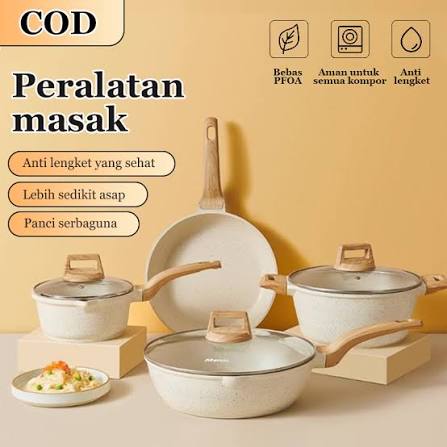 COD
Peralatan
masak
Anti lengket yang sehat
Lebih sedikit asap
Panci serbaguna
Bebas
PFOA
Aman untuk
semua kompor
Anti
lengket